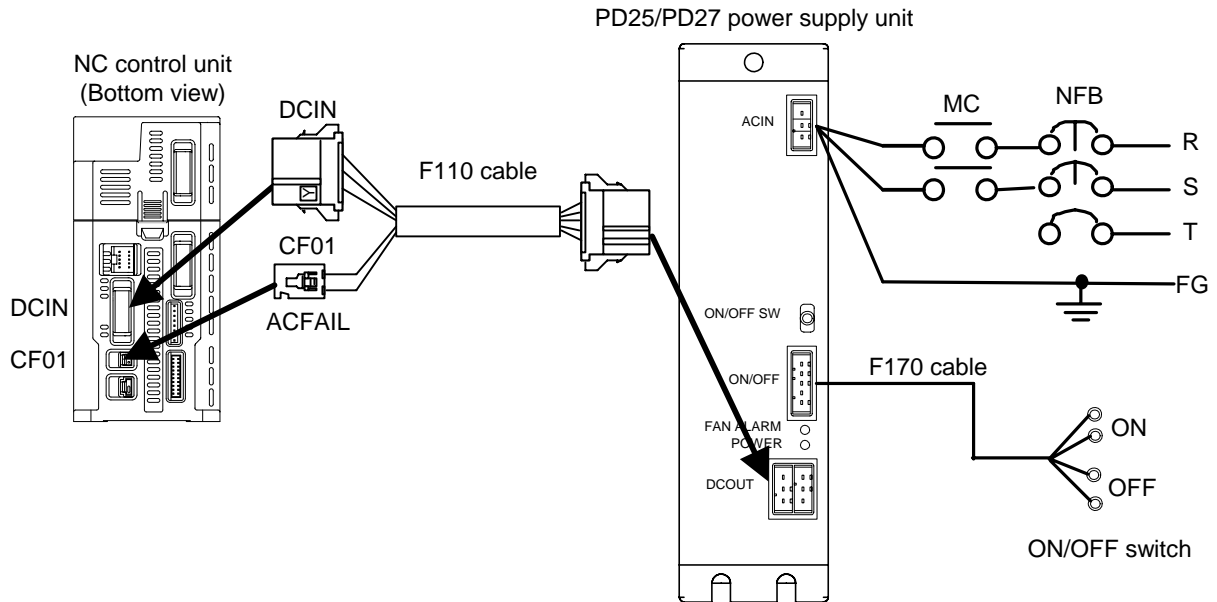 PD25/PD27 power supply unit
NC control unit
(Bottom view)
DCIN
F110 cable
CF01
ACFAIL
DCIN
CF01
ACIN
MC
NFB
R
S
T
FG
ON/OFF SW
ON/OFF
F170 cable
FAN ALARM
POWER
DCOUT
ON
OFF
ON/OFF switch